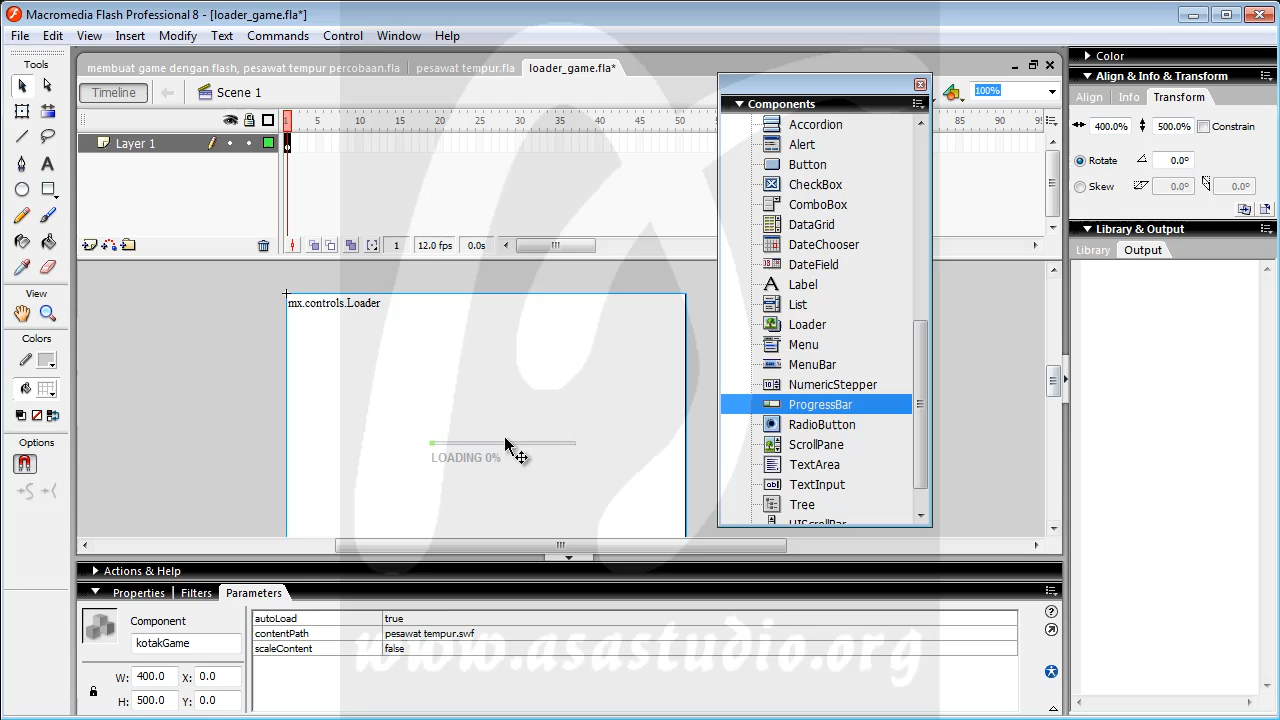 Macromedia Flash Professional 8 - [loader_game.fla*]
File Edit View Insert Modify Text Commands Control Window Help
Tools
View
Colors
Options
membuat game dengan flash, pesawat tempur percobaan.fla
pesawat tempur.fla
loader_game.fla*
Timeline
Scene 1
100%
1 5 10 15 20 25 30 35 40 45 50 85 90 95
Layer 1
1 12.0 fps 0.0s
mx.controls.Loader
LOADING 0%
Components
Accordion
Alert
Button
CheckBox
ComboBox
DataGrid
DateChooser
DateField
Label
List
Loader
Menu
MenuBar
NumericStepper
ProgressBar
RadioButton
ScrollPane
TextArea
TextInput
Tree
UIScrollBar
Color
Align & Info & Transform
Align Info Transform
400.0% 500.0% Constrain
Rotate 0.0°
Skew 0.0° 0.0°
Library & Output
Library Output
Actions & Help
Properties Filters Parameters
Component
kotakGame
W: 400.0 X: 0.0
H: 500.0 Y: 0.0
autoLoad true
contentPath pesawat tempur.swf
scaleContent false
www.asastudio.org